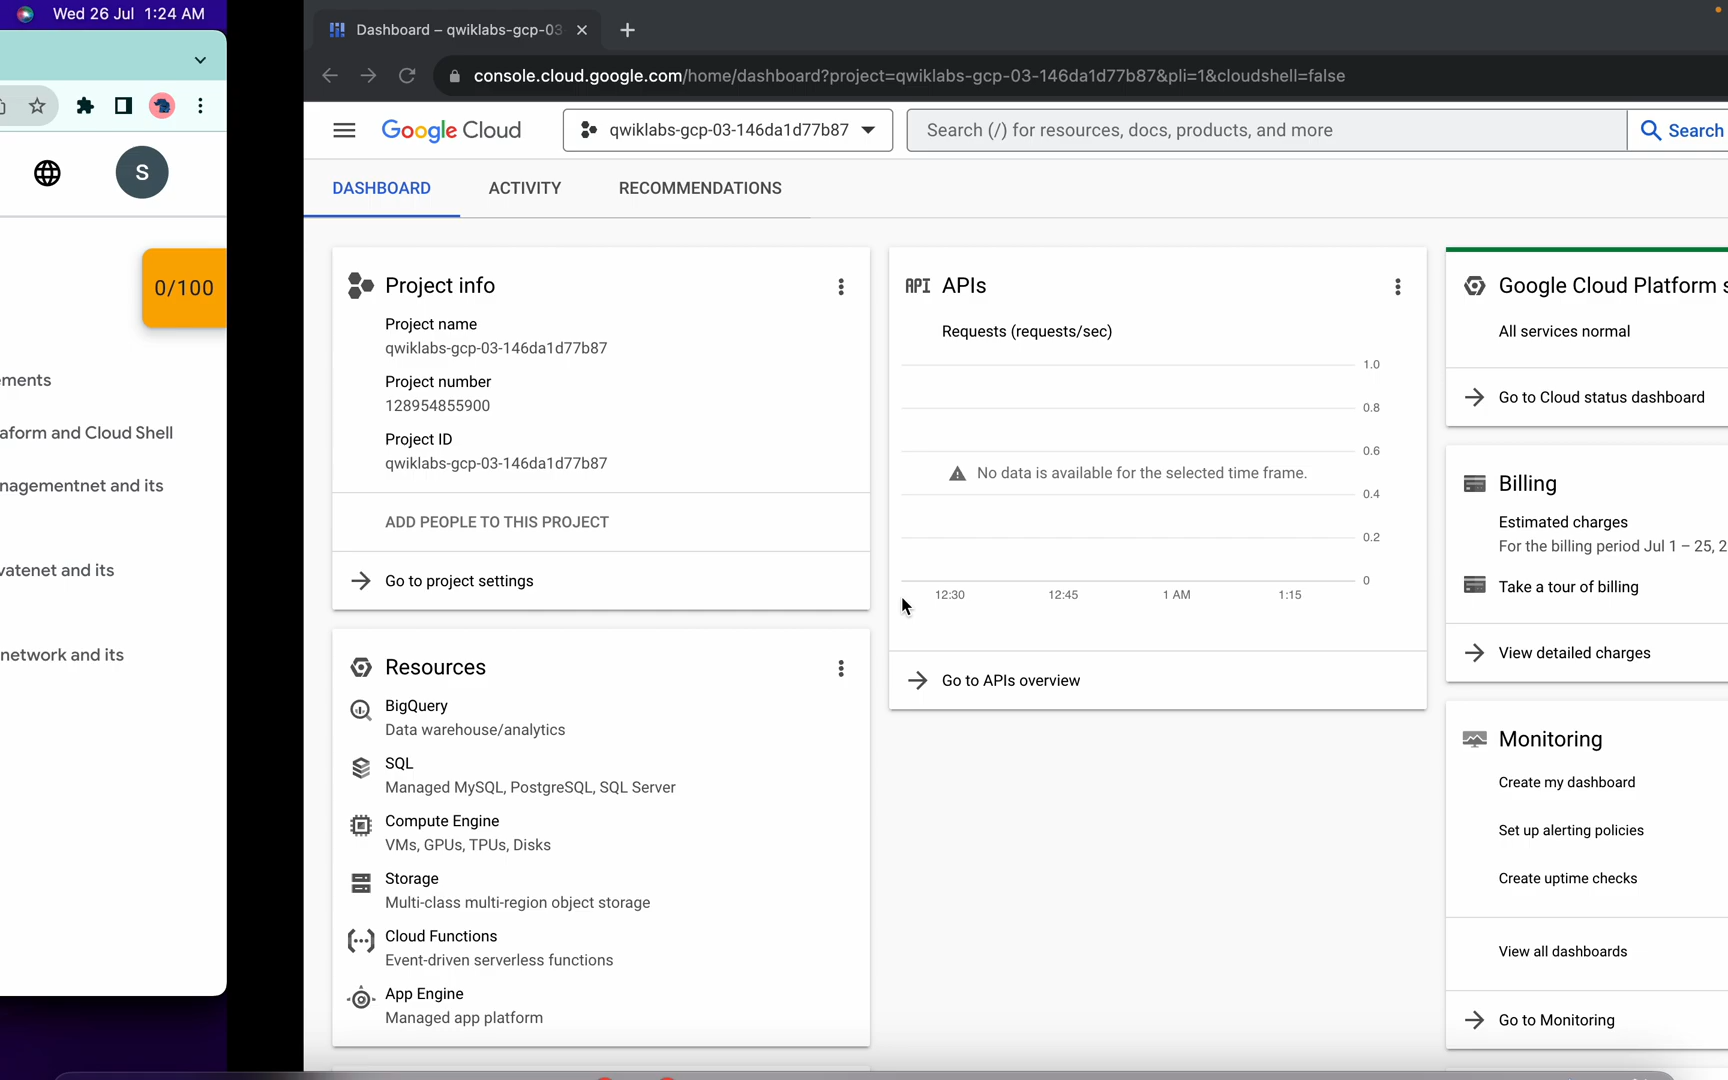 Wed 26 Jul 1:24 AM
S
0/100
ements
aform and Cloud Shell
nagementnet and its
vatenet and its
network and its
Dashboard – qwiklabs-gcp-03
console.cloud.google.com/home/dashboard?project=qwiklabs-gcp-03-146da1d77b87&pli=1&cloudshell=false
Google Cloud
qwiklabs-gcp-03-146da1d77b87
Search (/) for resources, docs, products, and more
Search
DASHBOARD
ACTIVITY
RECOMMENDATIONS
Project info
Project name
qwiklabs-gcp-03-146da1d77b87
Project number
128954855900
Project ID
qwiklabs-gcp-03-146da1d77b87
ADD PEOPLE TO THIS PROJECT
Go to project settings
Resources
BigQuery
Data warehouse/analytics
SQL
Managed MySQL, PostgreSQL, SQL Server
Compute Engine
VMs, GPUs, TPUs, Disks
Storage
Multi-class multi-region object storage
Cloud Functions
Event-driven serverless functions
App Engine
Managed app platform
API APIs
Requests (requests/sec)
1.0
0.8
0.6
No data is available for the selected time frame.
0.4
0.2
0
12:30
12:45
1 AM
1:15
Go to APIs overview
Google Cloud Platform s
All services normal
Go to Cloud status dashboard
Billing
Estimated charges
For the billing period Jul 1 – 25, 2
Take a tour of billing
View detailed charges
Monitoring
Create my dashboard
Set up alerting policies
Create uptime checks
View all dashboards
Go to Monitoring